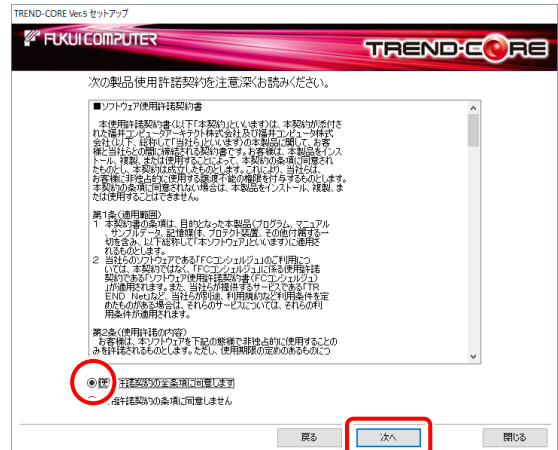 TREND-CORE Ver.5 セットアップ
FUKUI COMPUTER
TREND-CORE
次の製品使用許諾契約を注意深くお読みください。
■ソフトウェア使用許諾契約書
本使用許諾契約書(以下「本契約」といいます)は、本契約が添付さ
れた福井コンピュータアーキテクト株式会社及び福井コンピュータ株式
会社(以下、総称して「当社ら」といいます)の本製品に関して、お客
様と当社らとの間に締結される契約書です。お客様は、本製品をインス
トール、複製、または使用することによって、本契約の条項に同意され
たものとし、本契約は成立したものとします。これにより、当社らは、
お客様に非独占的に使用する譲渡不能の権限を付与するものとします。
本契約の条項に同意されない場合は、本製品をインストール、複製、ま
たは使用することはできません。
第1条(適用範囲)
1 本契約書の条項は、目的となった本製品(プログラム、マニュアル
、サンプルデータ、記憶媒体、プロテクト装置、その他付属する一
切を含み、以下総称して「本ソフトウェア」といいます)に適用さ
れるものとします。
2 当社らのソフトウェアである「FCコンシェルジュ」のご利用につ
いては、本契約ではなく、「FCコンシェルジュ」に係る使用許諾
契約である「ソフトウェア使用許諾契約書(FCコンシェルジュ)
」が適用されます。また、当社らが提供するサービスである「TR
END Net」など、当社らが別途、利用規約など利用条件を定
めたものがある場合は、それらのサービスについては、それらの利
用条件が適用されます。
第2条(使用許諾の内容)
お客様は、本ソフトウェアを下記の態様で非独占的に使用することの
みを許諾されるものとします。ただし、使用期限の定めのあるものにつ
許諾契約の全条項に同意します
許諾契約の条項に同意しません
戻る
次へ
閉じる